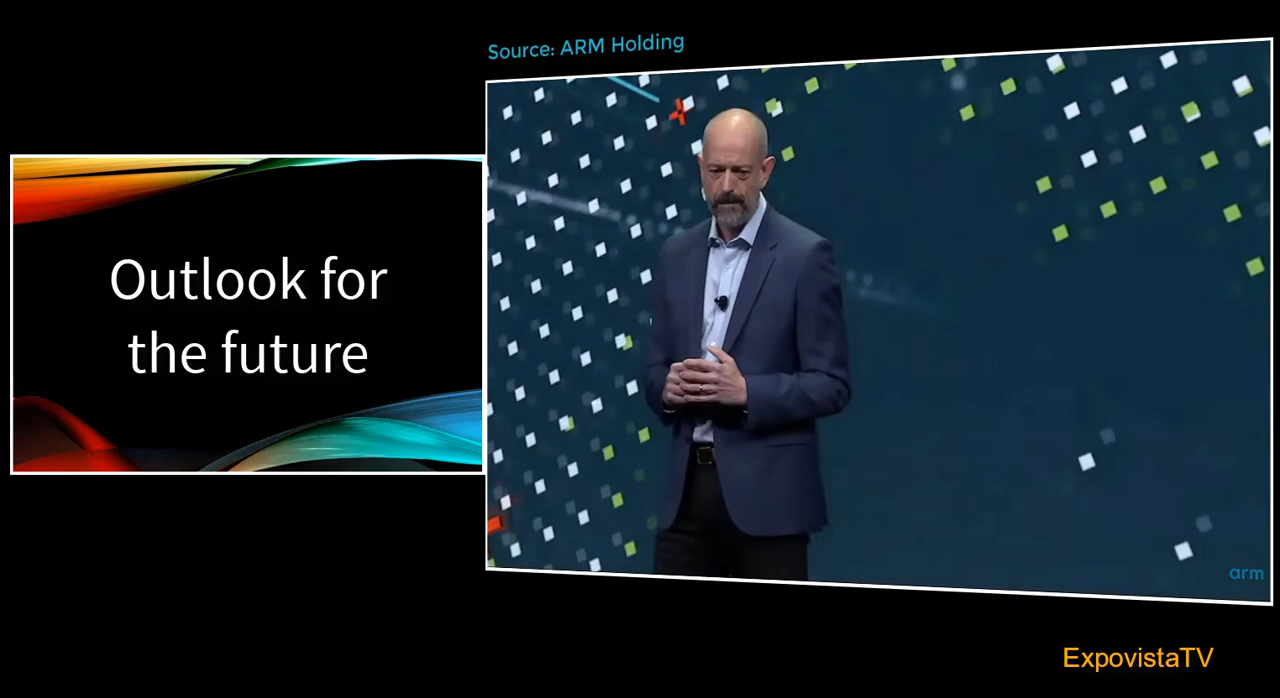 Source: ARM Holding
Outlook for
the future
arm
ExpovistaTV